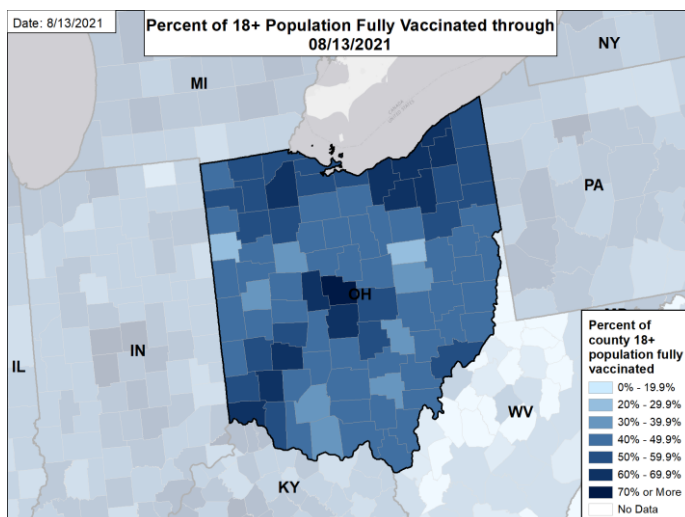 Date: 8/13/2021
Percent of 18+ Population Fully Vaccinated through
08/13/2021
NY
MI
PA
OH
IN
IL
WV
KY
Percent of
county 18+
population fully
vaccinated
0% - 19.9%
20% - 29.9%
30% - 39.9%
40% - 49.9%
50% - 59.9%
60% - 69.9%
70% or More
No Data